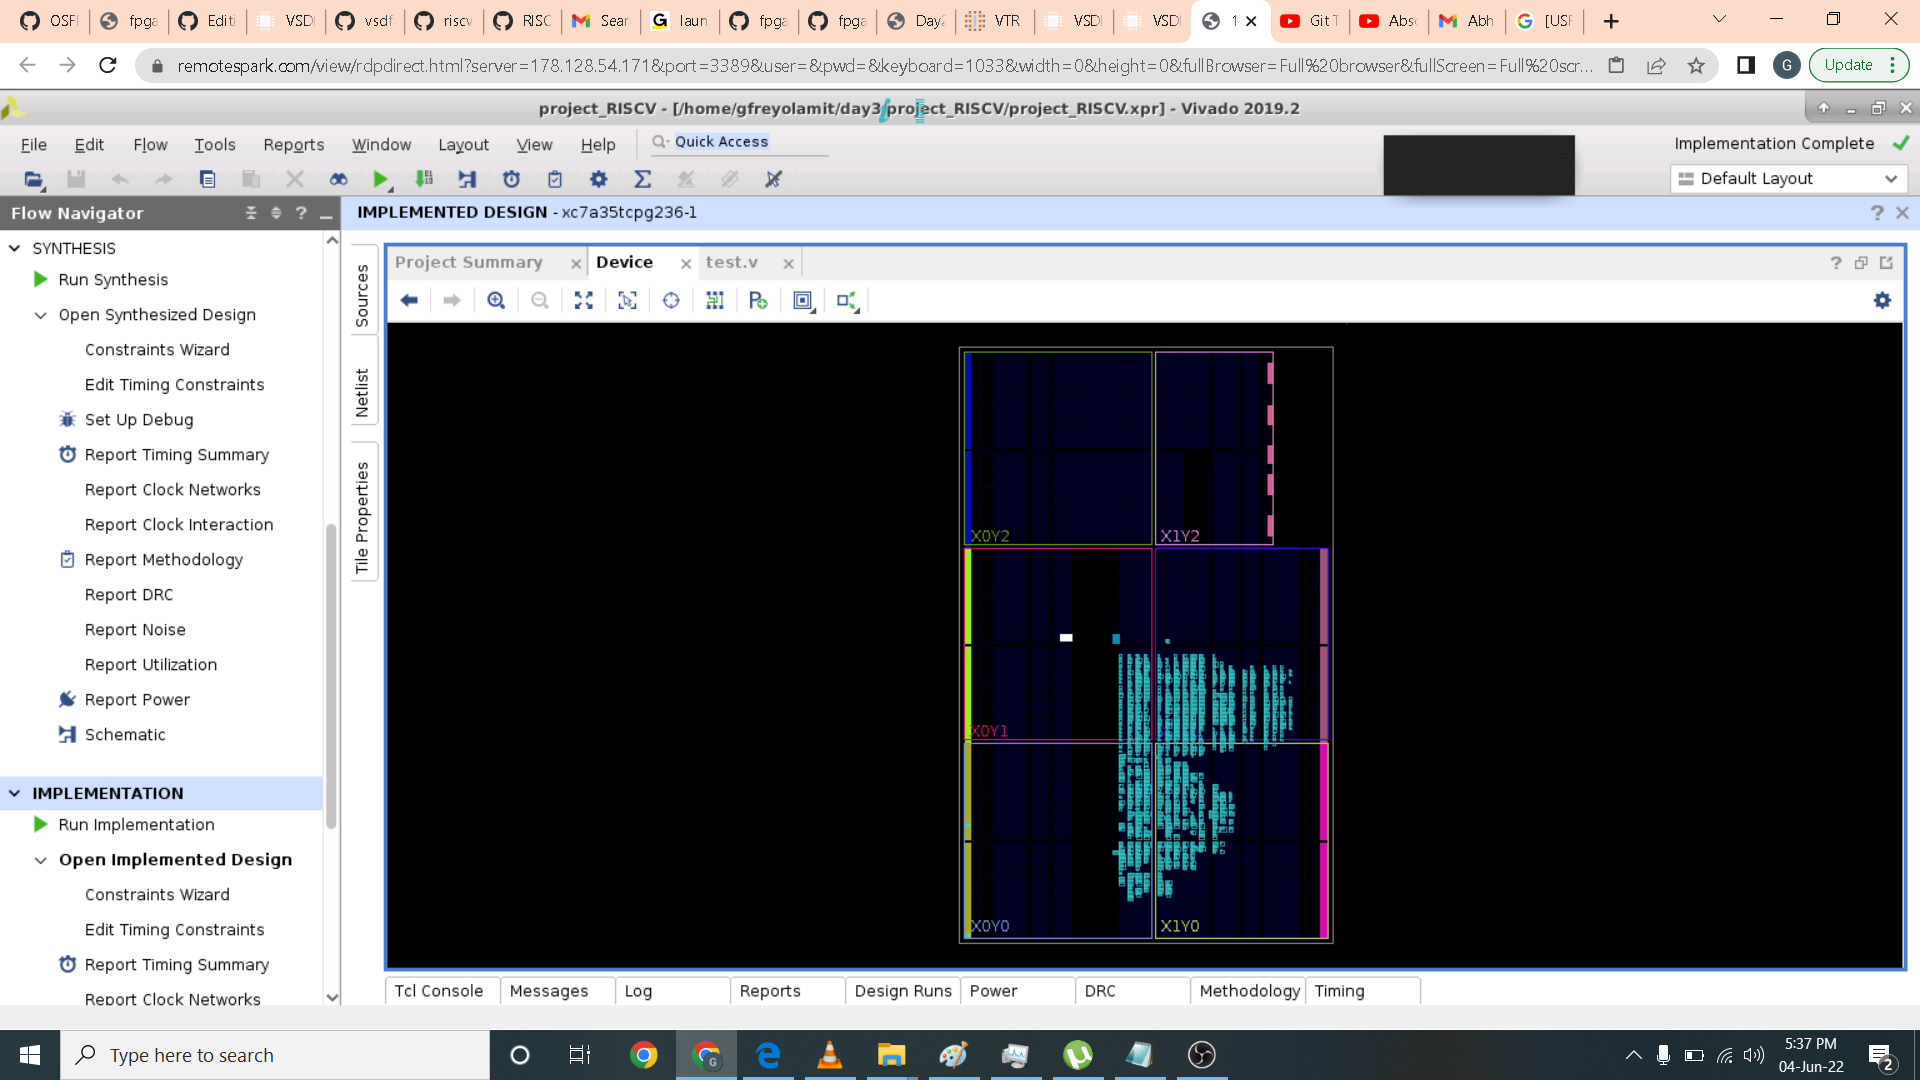 OSF
fpga
Editi
VSD
vsdf
riscv
RISC
Sear
laun
fpga
fpga
Day2
VTR
VSD
VSD
1
Git T
Abs
Abh
[USF
remotespark.com/view/rdpdirect.html?server=178.128.54.171&port=3389&user=&pwd=&keyboard=1033&width=0&height=0&fullBrowser=Full%20browser&fullScreen=Full%20scr...
G
Update
project_RISCV - [/home/gfreyolamit/day3/project_RISCV/project_RISCV.xpr] - Vivado 2019.2
File Edit Flow Tools Reports Window Layout View Help
Quick Access
Implementation Complete
Default Layout
Flow Navigator
IMPLEMENTED DESIGN - xc7a35tcpg236-1
SYNTHESIS
Run Synthesis
Open Synthesized Design
Constraints Wizard
Edit Timing Constraints
Set Up Debug
Report Timing Summary
Report Clock Networks
Report Clock Interaction
Report Methodology
Report DRC
Report Noise
Report Utilization
Report Power
Schematic
IMPLEMENTATION
Run Implementation
Open Implemented Design
Constraints Wizard
Edit Timing Constraints
Report Timing Summary
Report Clock Networks
Sources
Netlist
Tile Properties
Project Summary
Device
test.v
X0Y2
X1Y2
X0Y1
X0Y0
X1Y0
Tcl Console Messages Log Reports Design Runs Power DRC Methodology Timing
Type here to search
5:37 PM
04-Jun-22
2